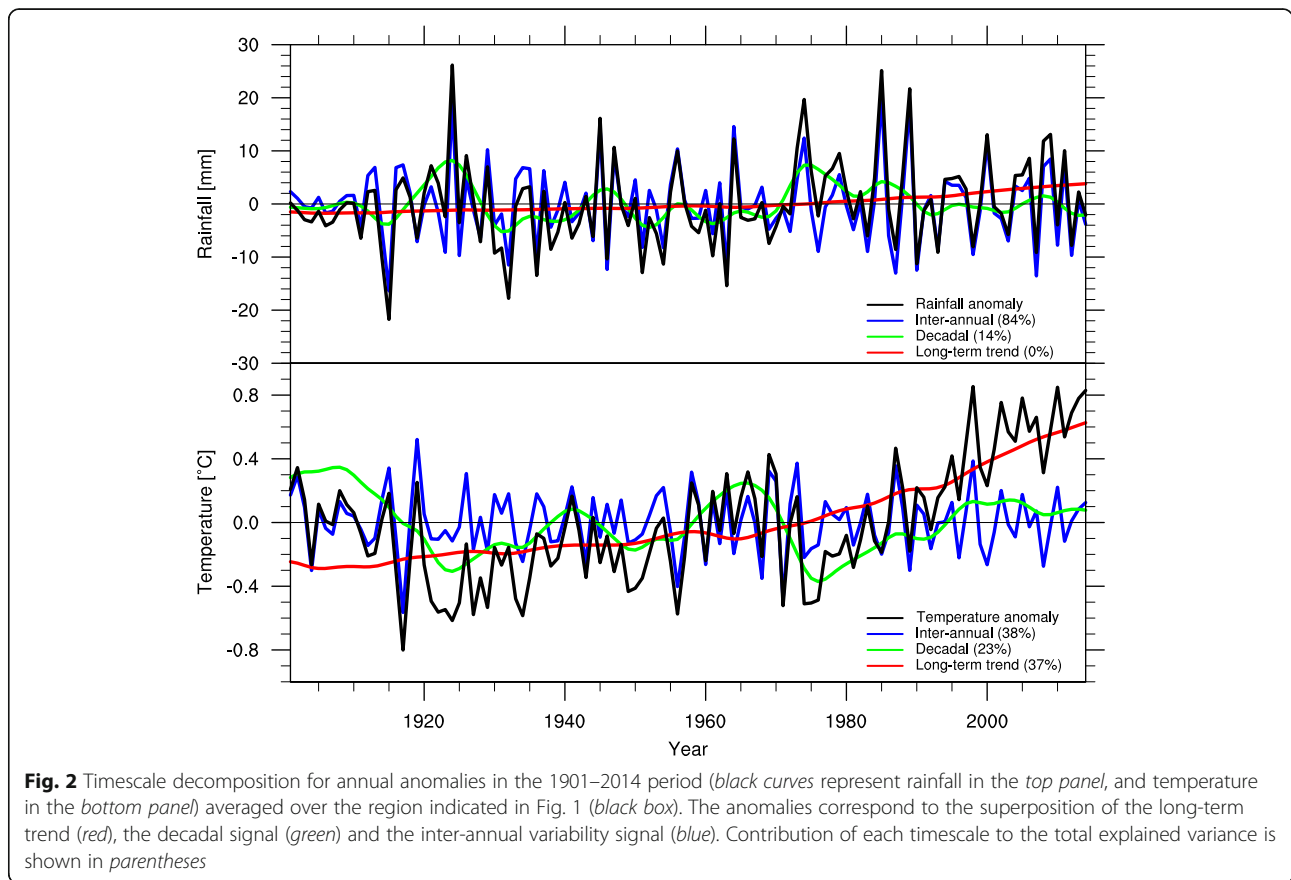 30
20
10
0
-10
-20
-30
Rainfall [mm]
Rainfall anomaly
Inter-annual (84%)
Decadal (14%)
Long-term trend (0%)
0.8
0.4
0.0
-0.4
-0.8
Temperature [°C]
Temperature anomaly
Inter-annual (38%)
Decadal (23%)
Long-term trend (37%)
1920
1940
1960
1980
2000
Year
Fig. 2 Timescale decomposition for annual anomalies in the 1901–2014 period (black curves represent rainfall in the top panel, and temperature
in the bottom panel) averaged over the region indicated in Fig. 1 (black box). The anomalies correspond to the superposition of the long-term
trend (red), the decadal signal (green) and the inter-annual variability signal (blue). Contribution of each timescale to the total explained variance is
shown in parentheses